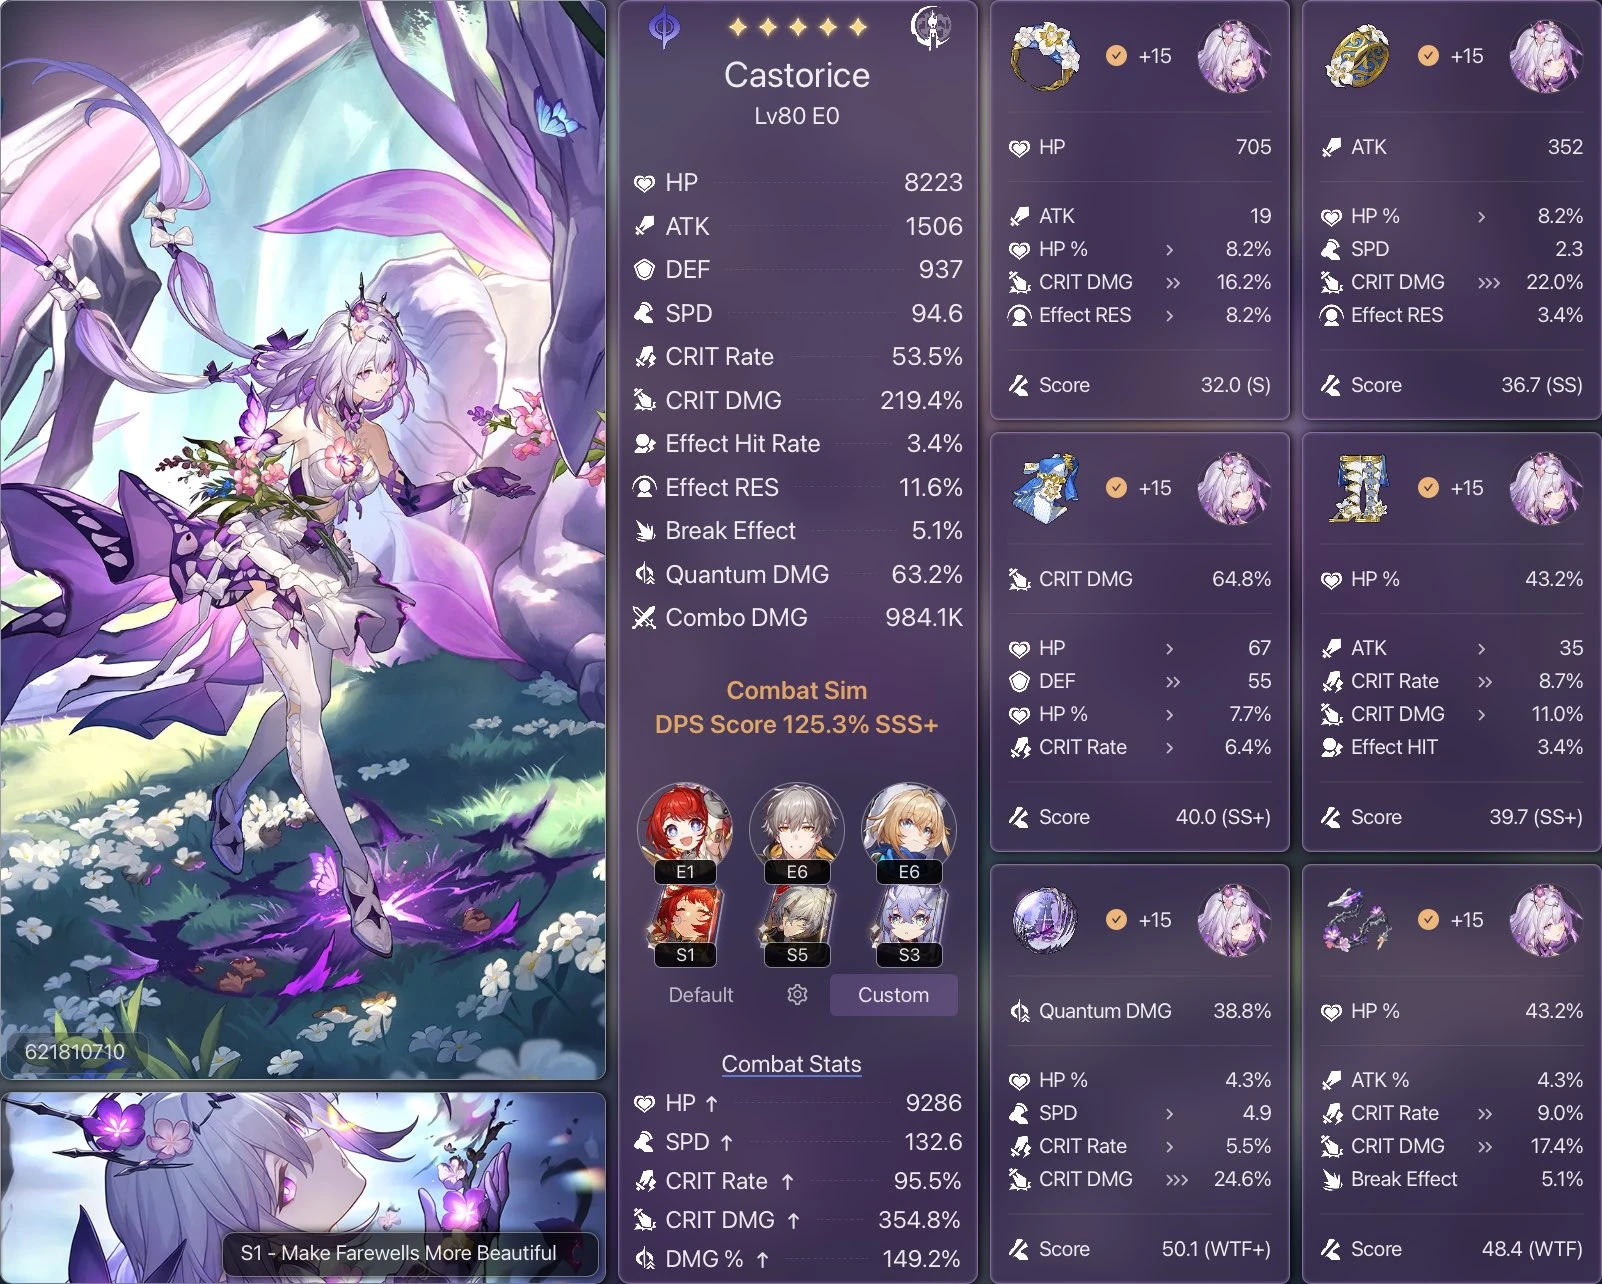 Castorice
Lv80 E0
HP 8223
ATK 1506
DEF 937
SPD 94.6
CRIT Rate 53.5%
CRIT DMG 219.4%
Effect Hit Rate 3.4%
Effect RES 11.6%
Break Effect 5.1%
Quantum DMG 63.2%
Combo DMG 984.1K
Combat Sim
DPS Score 125.3% SSS+
E1 E6 E6
S1 S5 S3
Default Custom
Combat Stats
HP ↑ 9286
SPD ↑ 132.6
CRIT Rate ↑ 95.5%
CRIT DMG ↑ 354.8%
DMG % ↑ 149.2%
621810710
S1 - Make Farewells More Beautiful
+15
HP 705
ATK 19
HP % › 8.2%
CRIT DMG ›› 16.2%
Effect RES › 8.2%
Score 32.0 (S)
+15
ATK 352
HP % › 8.2%
SPD 2.3
CRIT DMG ››› 22.0%
Effect RES 3.4%
Score 36.7 (SS)
+15
CRIT DMG 64.8%
HP › 67
DEF ›› 55
HP % › 7.7%
CRIT Rate › 6.4%
Score 40.0 (SS+)
+15
HP % 43.2%
ATK › 35
CRIT Rate ›› 8.7%
CRIT DMG › 11.0%
Effect HIT 3.4%
Score 39.7 (SS+)
+15
Quantum DMG 38.8%
HP % 4.3%
SPD › 4.9
CRIT Rate › 5.5%
CRIT DMG ››› 24.6%
Score 50.1 (WTF+)
+15
HP % 43.2%
ATK % 4.3%
CRIT Rate ›› 9.0%
CRIT DMG ›› 17.4%
Break Effect 5.1%
Score 48.4 (WTF)